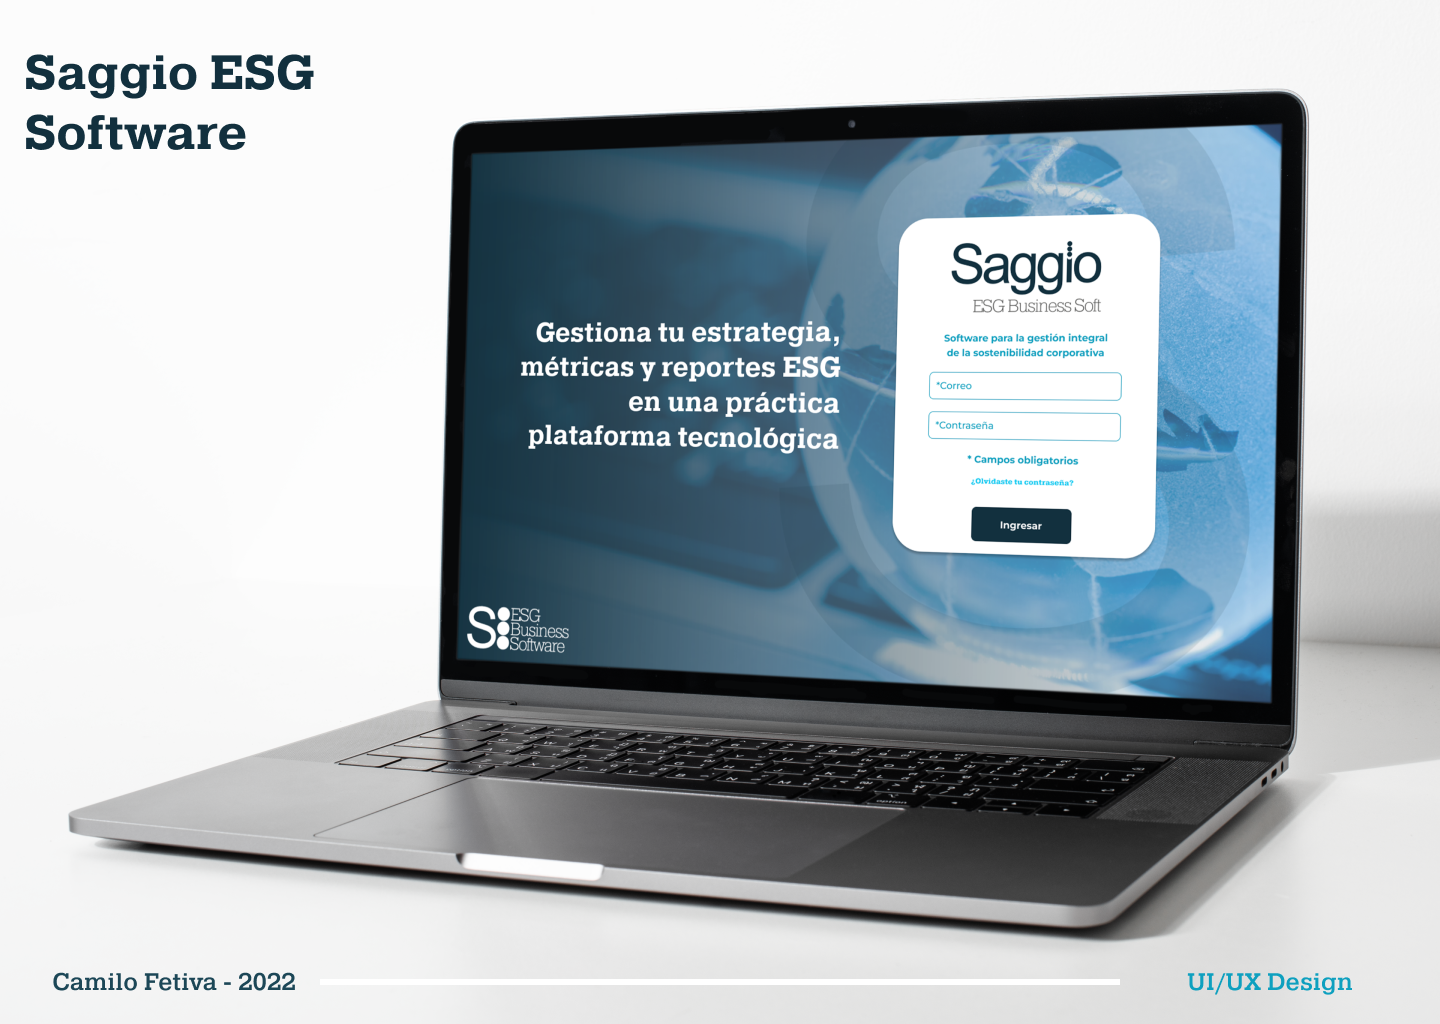 Saggio ESG
Software
Gestiona tu estrategia,
métricas y reportes ESG
en una práctica
plataforma tecnológica
Saggio
ESG Business Soft
Software para la gestión integral
de la sostenibilidad corporativa
*Correo
*Contraseña
* Campos obligatorios
¿Olvidaste tu contraseña?
Ingresar
S
ESG
Business
Software
option
Camilo Fetiva - 2022
UI/UX Design